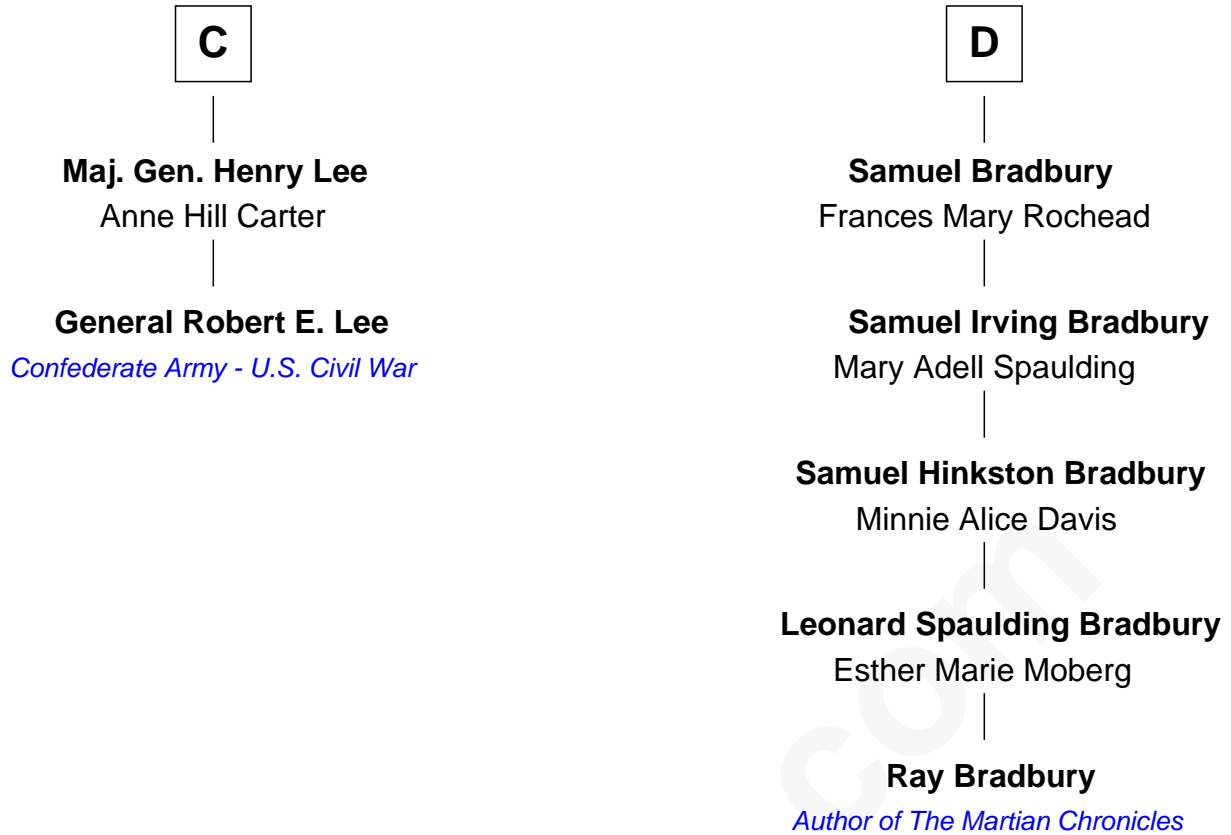 C
Maj. Gen. Henry Lee
Anne Hill Carter
General Robert E. Lee
Confederate Army - U.S. Civil War
D
Samuel Bradbury
Frances Mary Rochead
Samuel Irving Bradbury
Mary Adell Spaulding
Samuel Hinkston Bradbury
Minnie Alice Davis
Leonard Spaulding Bradbury
Esther Marie Moberg
Ray Bradbury
Author of The Martian Chronicles
com